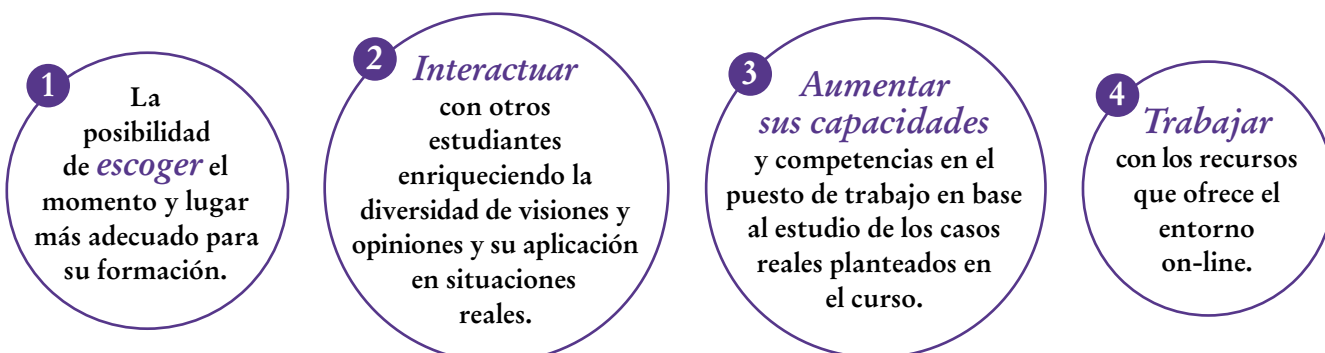 1
La
posibilidad
de escoger el
momento y lugar
más adecuado para
su formación.
2
Interactuar
con otros
estudiantes
enriqueciendo la
diversidad de visiones y
opiniones y su aplicación
en situaciones
reales.
3
Aumentar
sus capacidades
y competencias en el
puesto de trabajo en base
al estudio de los casos
reales planteados en
el curso.
4
Trabajar
con los recursos
que ofrece el
entorno
on-line.